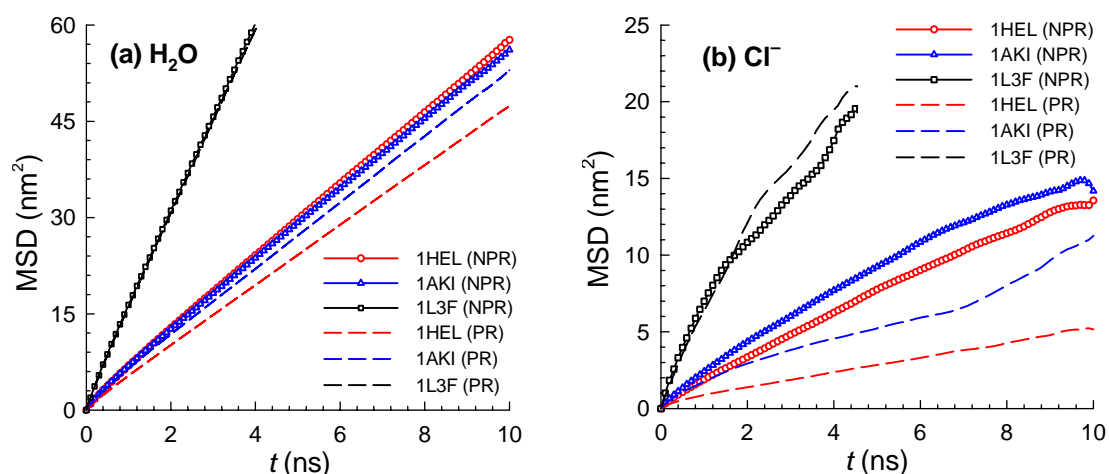 (a) H₂O
MSD (nm²)
60
45
30
15
0
1HEL (NPR)
1AKI (NPR)
1L3F (NPR)
1HEL (PR)
1AKI (PR)
1L3F (PR)
0 2 4 6 8 10
t (ns)
(b) Cl⁻
MSD (nm²)
25
20
15
10
5
0
1HEL (NPR)
1AKI (NPR)
1L3F (NPR)
1HEL (PR)
1AKI (PR)
1L3F (PR)
0 2 4 6 8 10
t (ns)